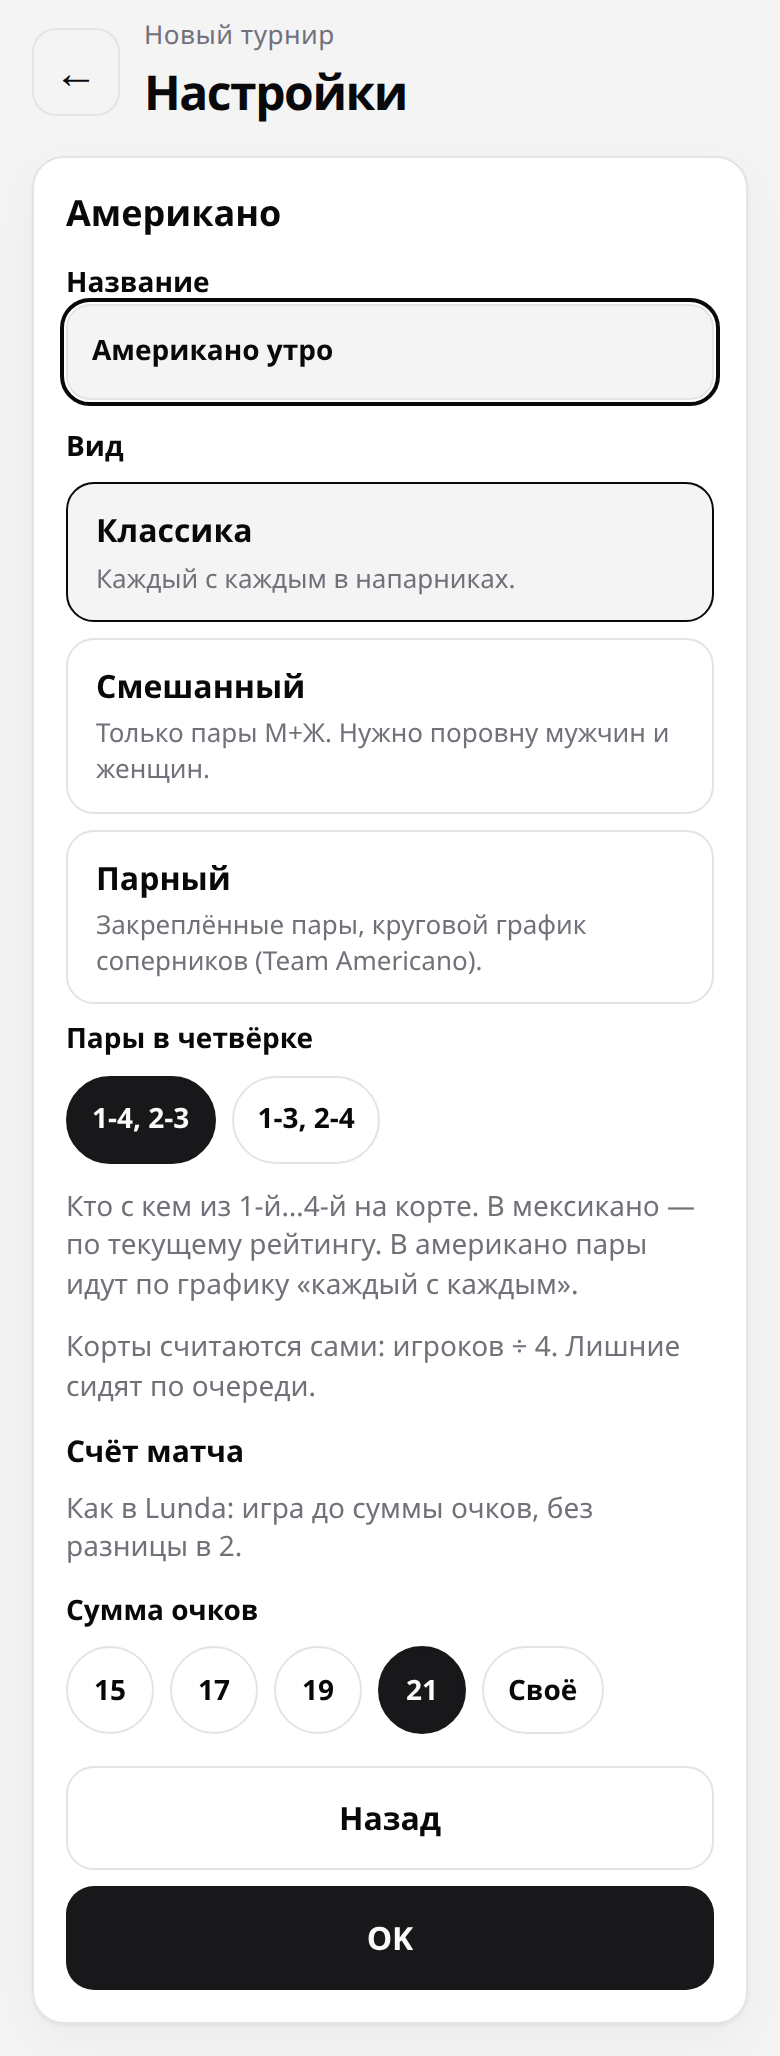 Новый турнир
←
Настройки
Американо
Название
Американо утро
Вид
Классика
Каждый с каждым в напарниках.
Смешанный
Только пары М+Ж. Нужно поровну мужчин и
женщин.
Парный
Закреплённые пары, круговой график
соперников (Team Americano).
Пары в четвёрке
1-4, 2-3 1-3, 2-4
Кто с кем из 1-й…4-й на корте. В мексикано —
по текущему рейтингу. В американо пары
идут по графику «каждый с каждым».
Корты считаются сами: игроков ÷ 4. Лишние
сидят по очереди.
Счёт матча
Как в Lunda: игра до суммы очков, без
разницы в 2.
Сумма очков
15 17 19 21 Своё
Назад
OK